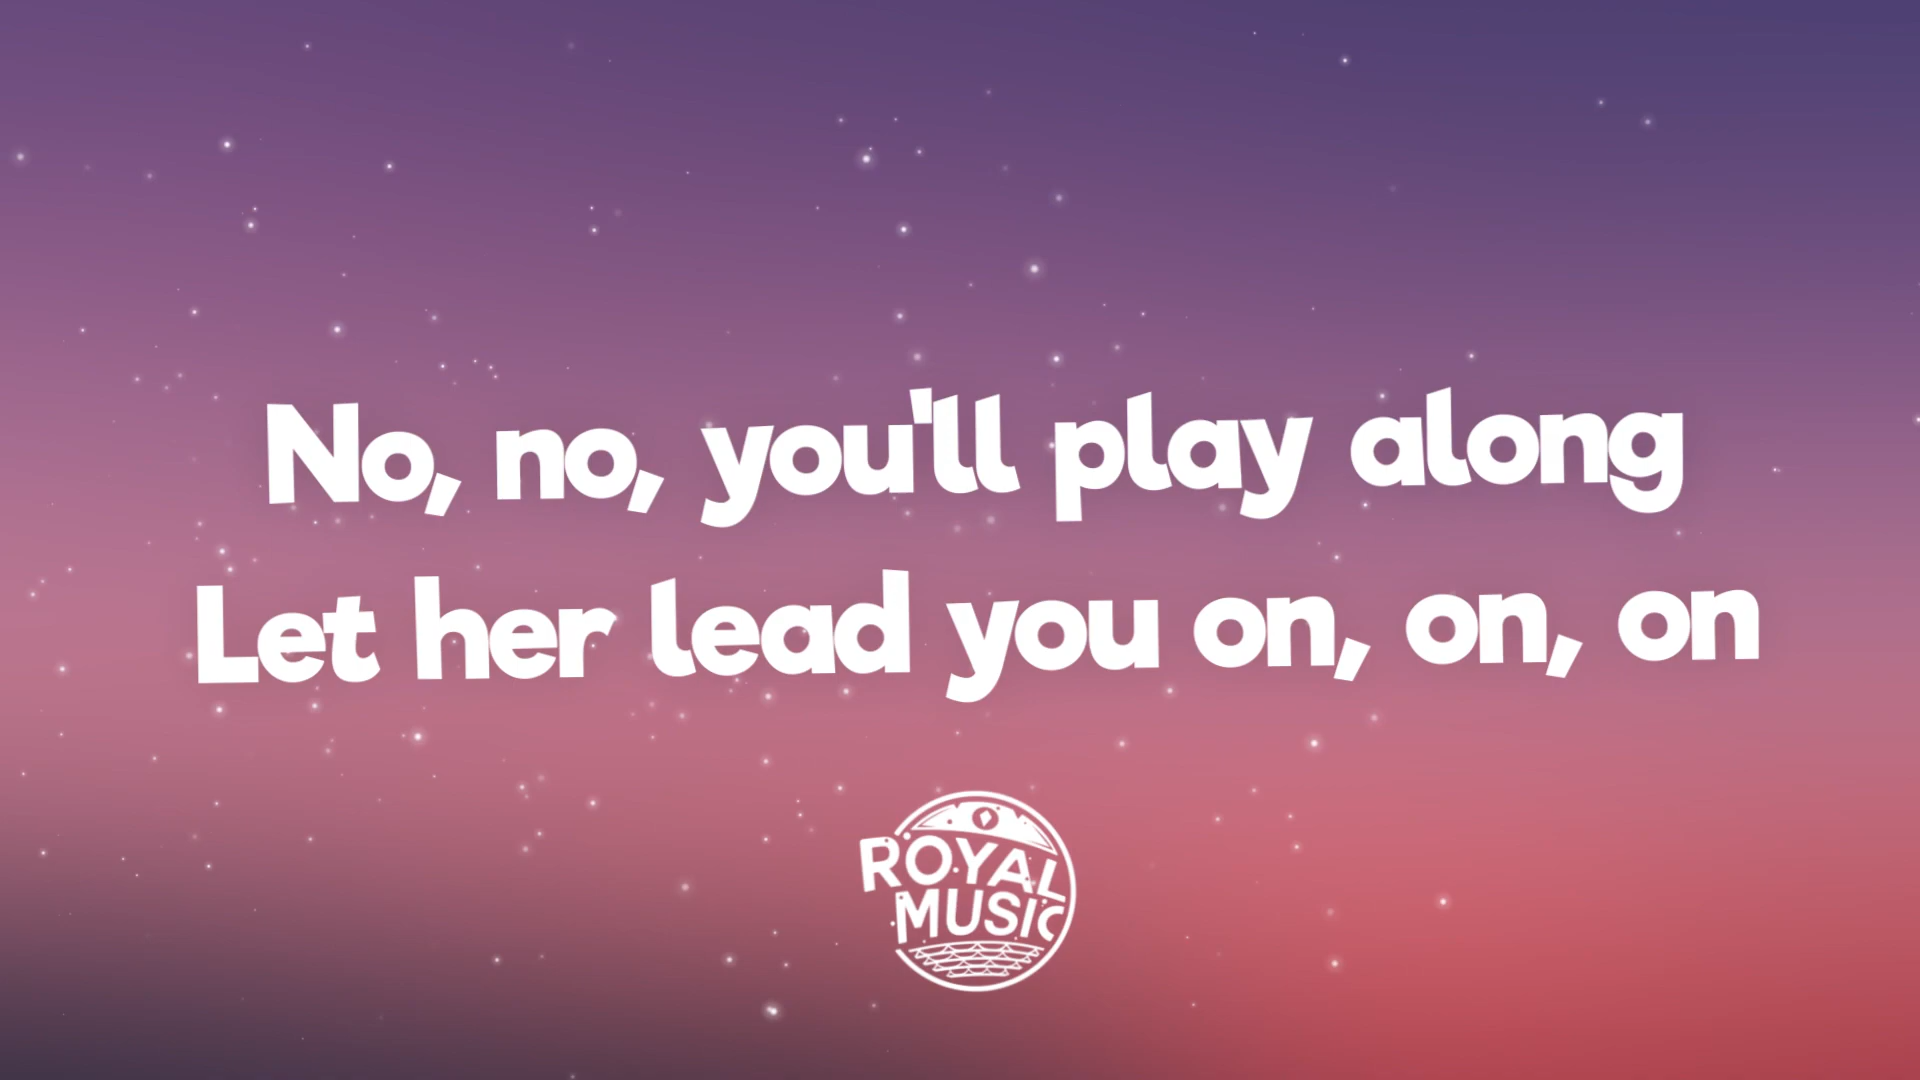 No, no, you'll play along
Let her lead you on, on, on
ROYAL
MUSIC